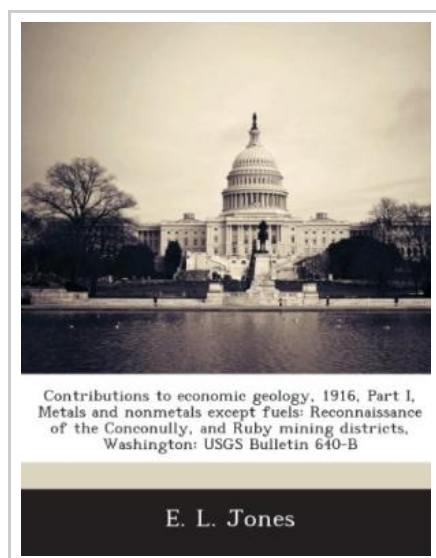 Contributions to economic geology, 1916, Part I,
Metals and nonmetals except fuels: Reconnaissance
of the Conconully, and Ruby mining districts,
Washington: USGS Bulletin 640-B
E. L. Jones